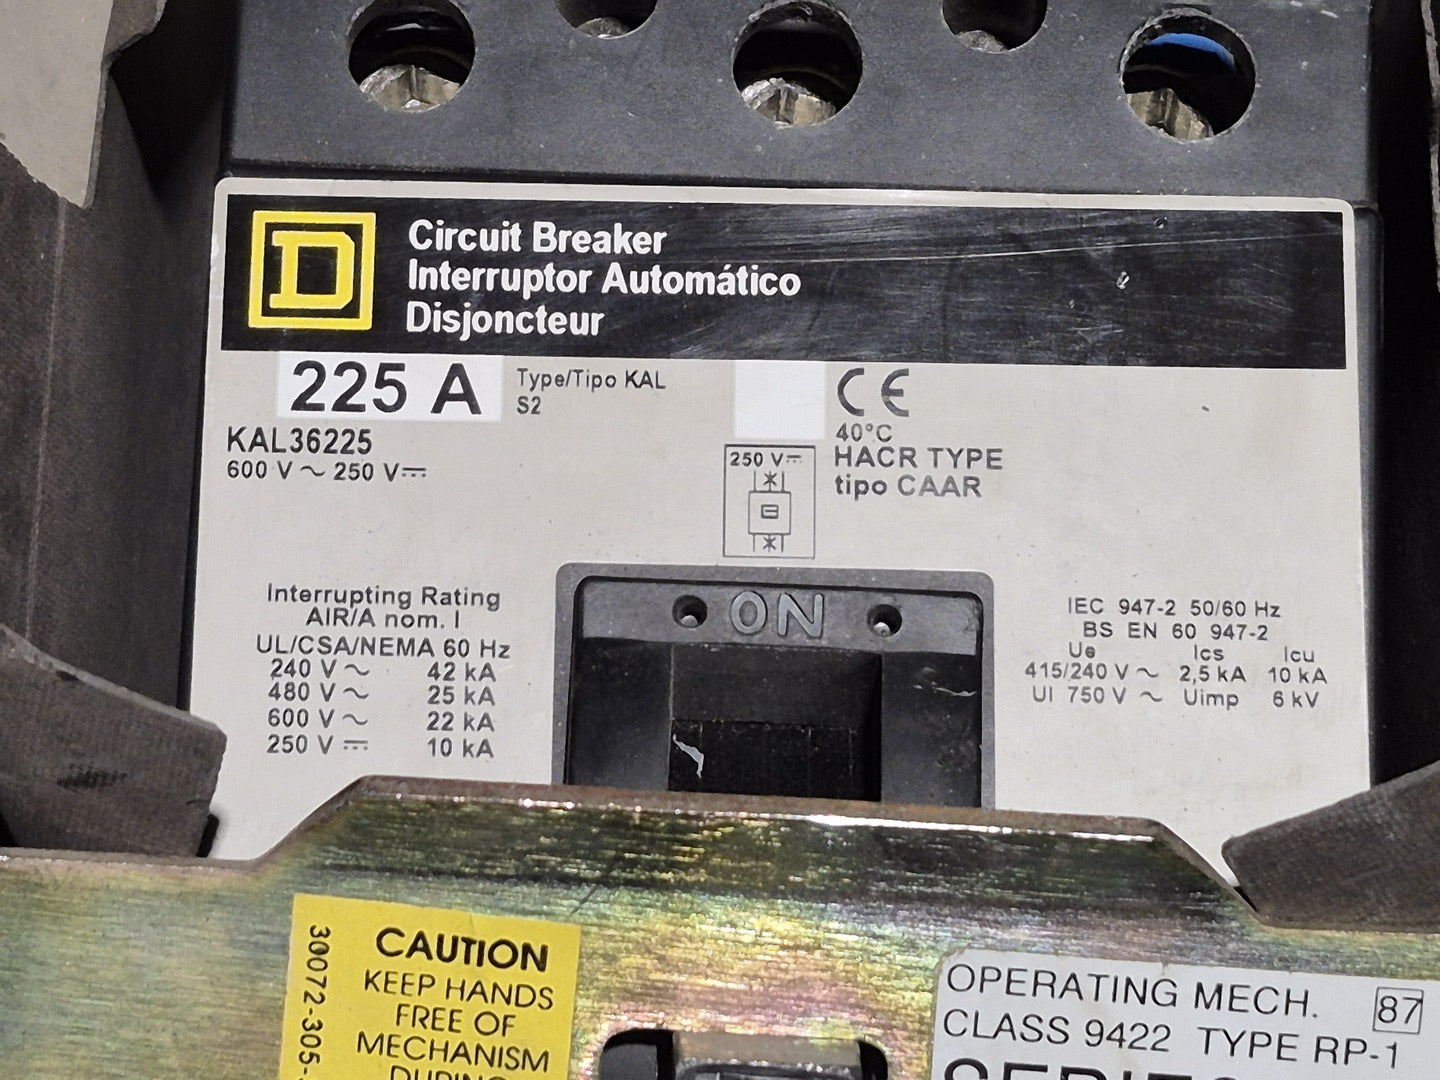 D
Circuit Breaker
Interruptor Automático
Disjoncteur
225 A
Type/Tipo KAL
S2
KAL36225
600 V ~ 250 V⎓
CE
40°C
HACR TYPE
tipo CAAR
250 V⎓
Interrupting Rating
AIR/A nom. I
UL/CSA/NEMA 60 Hz
240 V ~ 42 kA
480 V ~ 25 kA
600 V ~ 22 kA
250 V ⎓ 10 kA
ON
IEC 947-2 50/60 Hz
BS EN 60 947-2
Ue Ics Icu
415/240 V ~ 2,5 kA 10 kA
UI 750 V ~ Uimp 6 kV
30072-305-
CAUTION
KEEP HANDS
FREE OF
MECHANISM
DURING
OPERATING MECH. 87
CLASS 9422 TYPE RP-1
SERIES